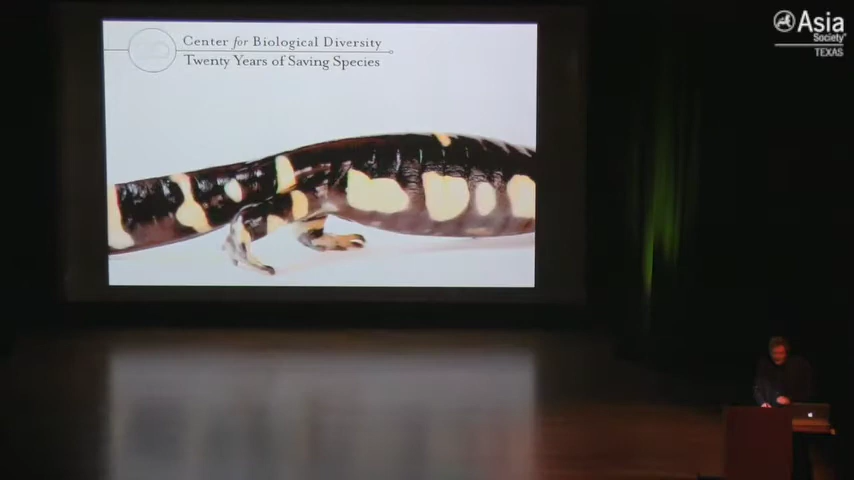 Center for Biological Diversity
Twenty Years of Saving Species
Asia
Society
TEXAS